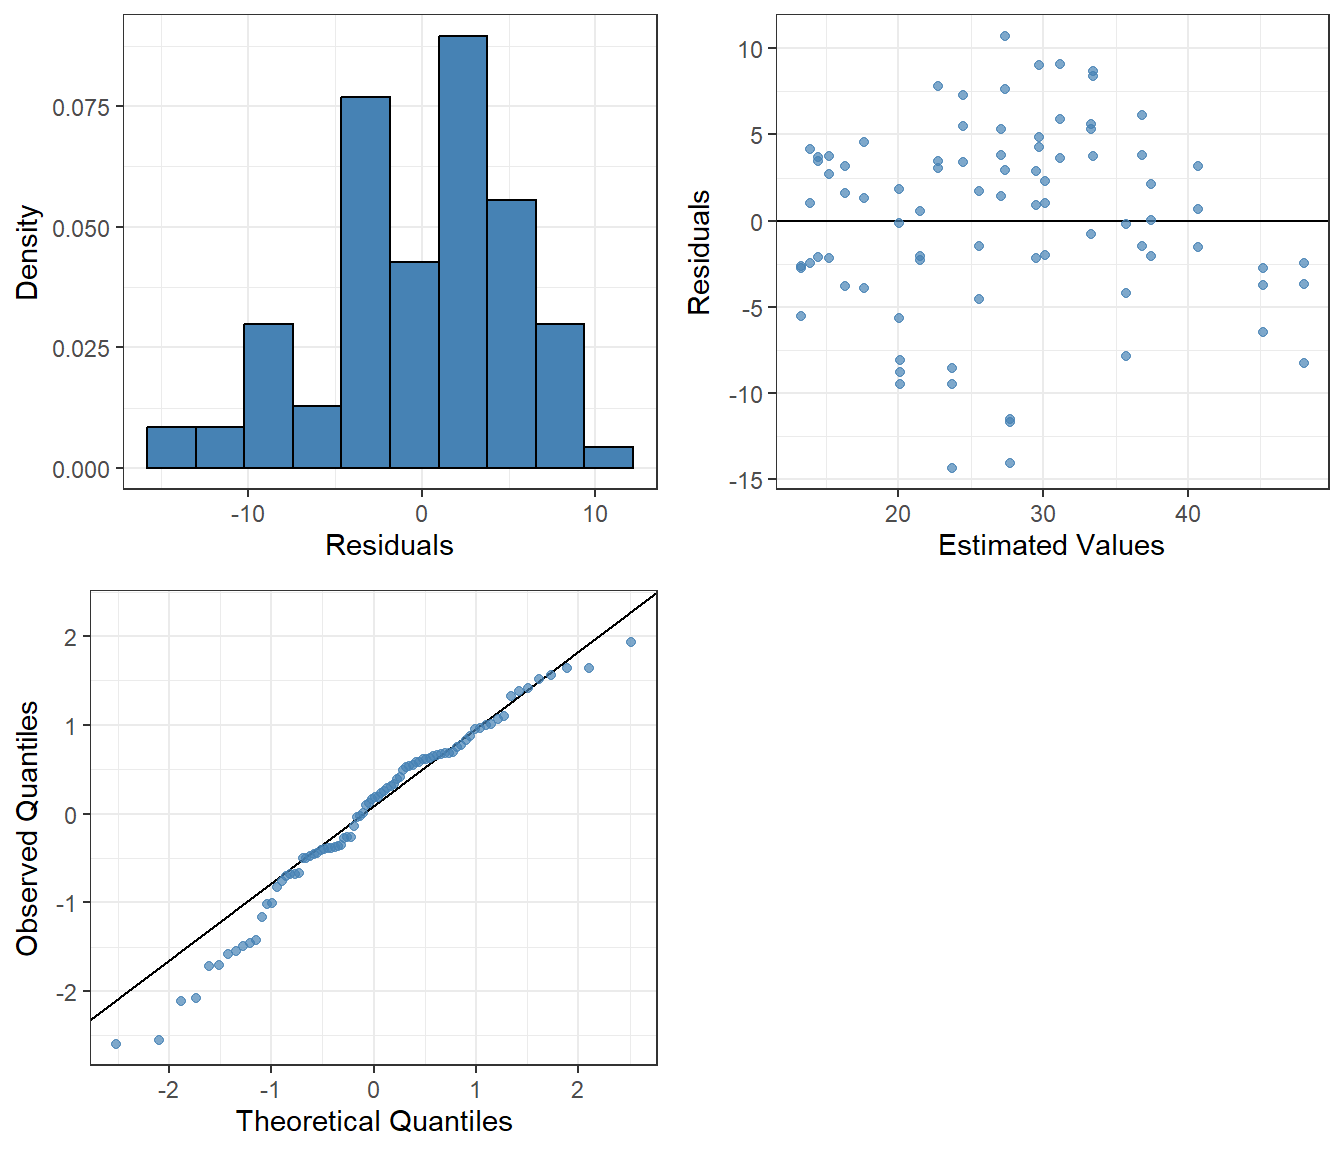 Density
0.075
0.050
0.025
0.000
-10 0 10
Residuals
Residuals
10
5
0
-5
-10
-15
20 30 40
Estimated Values
Observed Quantiles
2
1
0
-1
-2
-2 -1 0 1 2
Theoretical Quantiles